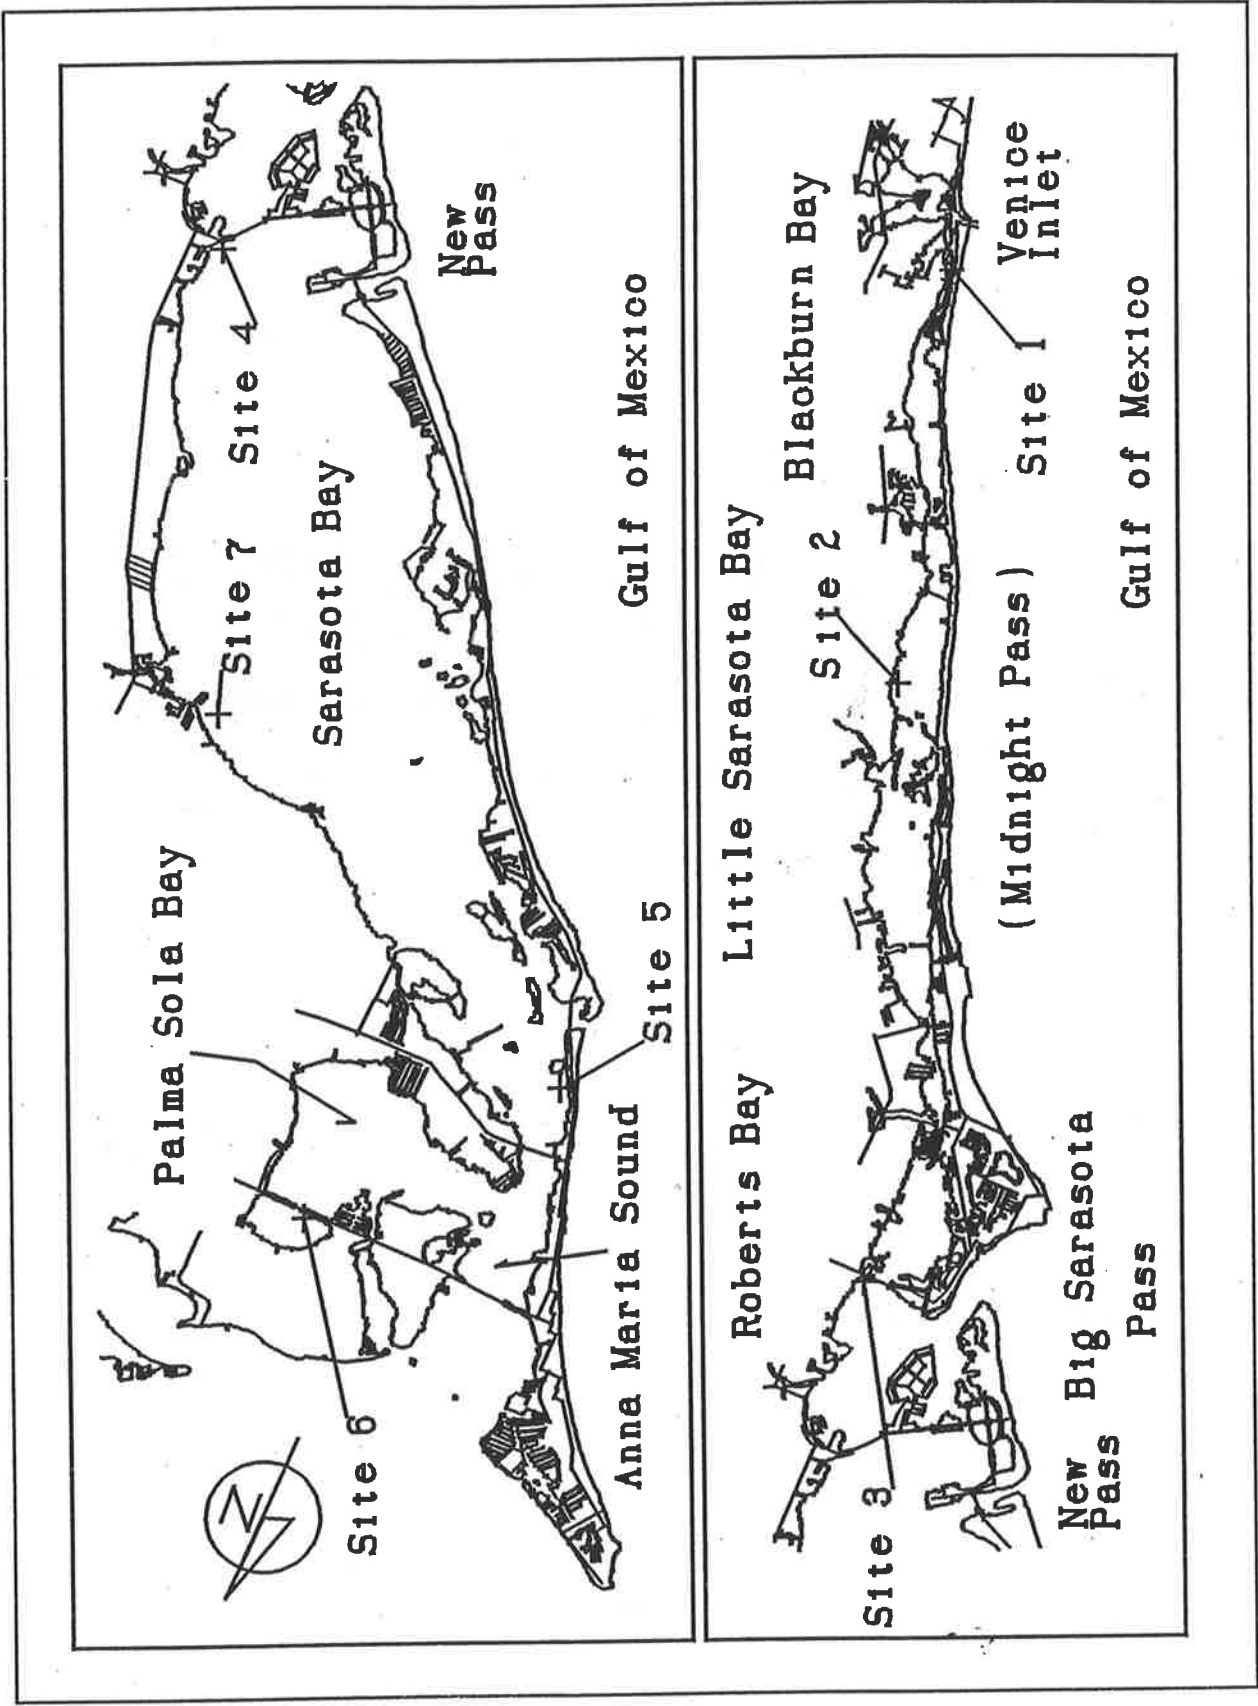 Palma Sola Bay
Site 7
Site 4
Sarasota Bay
New
Pass
Gulf of Mexico
Site 5
Anna Maria Sound
Site 6
N
Roberts Bay
Little Sarasota Bay
Blackburn Bay
Site 2
Site 3
Site 1
Venice
Inlet
(Midnight Pass)
New
Pass
Big Sarasota
Pass
Gulf of Mexico